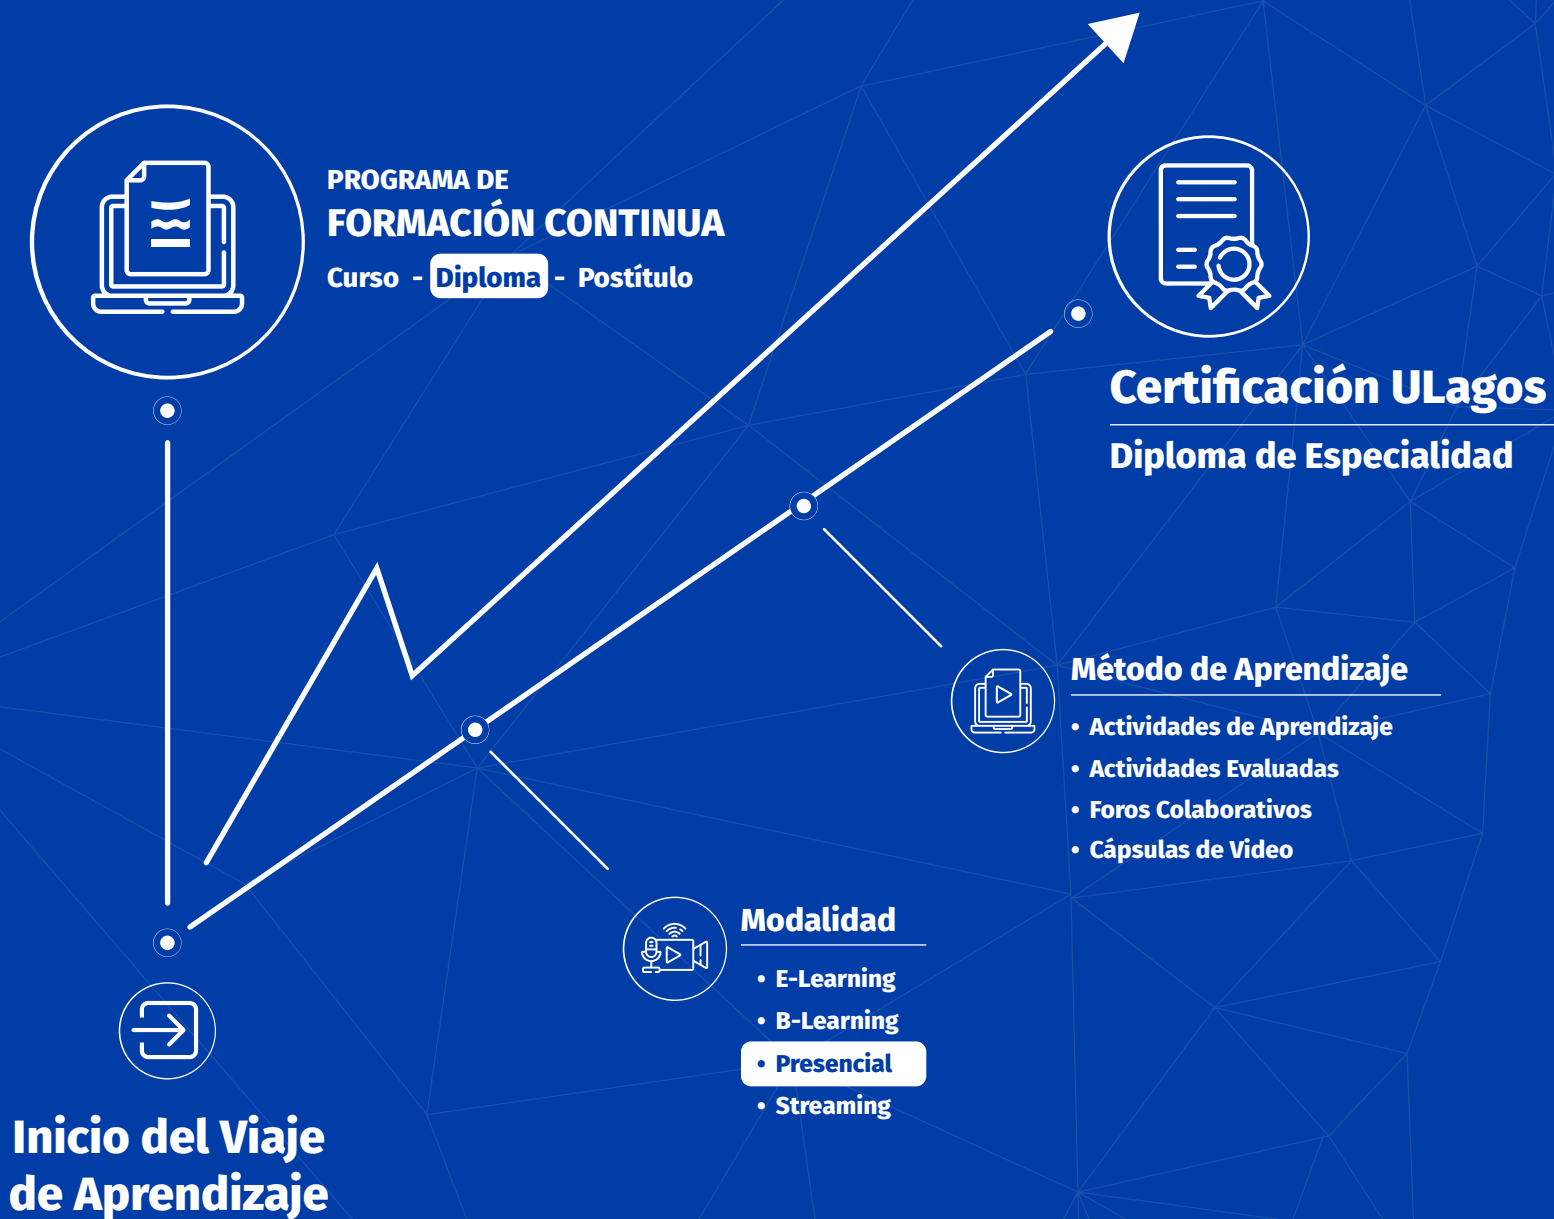 PROGRAMA DE
FORMACIÓN CONTINUA
Curso - Diploma - Postítulo
Certificación ULagos
Diploma de Especialidad
Método de Aprendizaje
• Actividades de Aprendizaje
• Actividades Evaluadas
• Foros Colaborativos
• Cápsulas de Video
Modalidad
• E-Learning
• B-Learning
• Presencial
• Streaming
Inicio del Viaje
de Aprendizaje